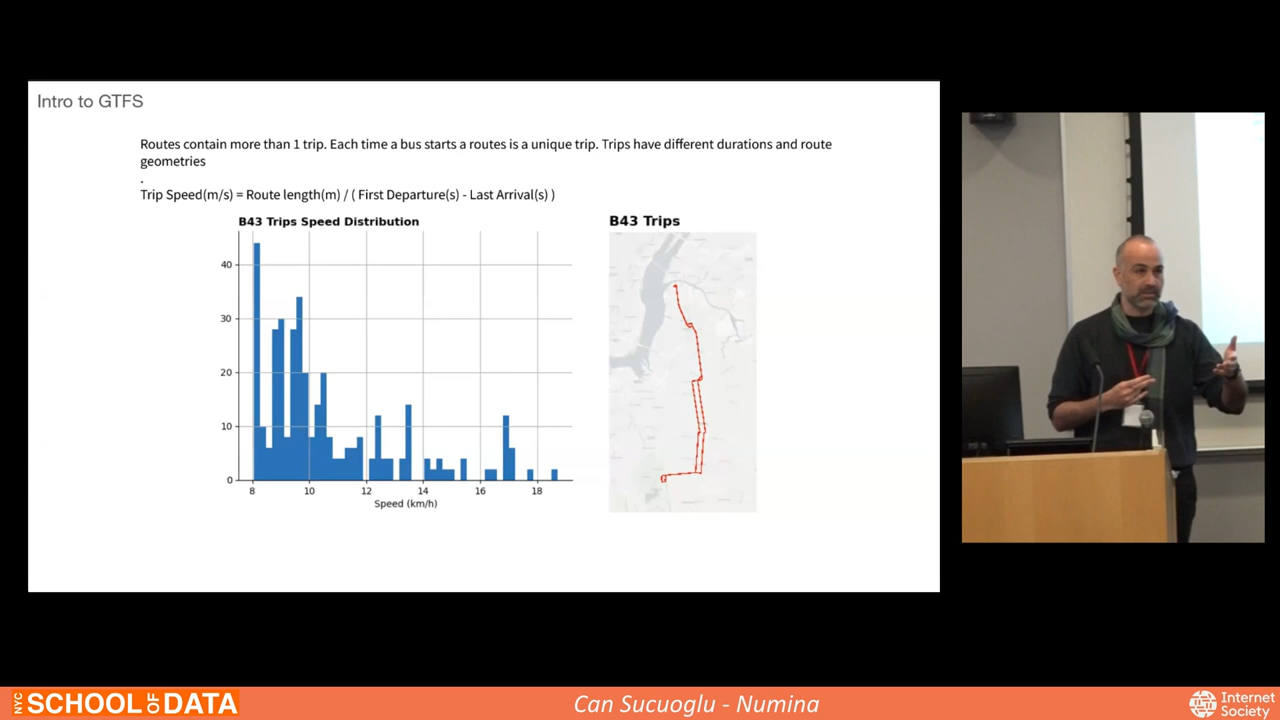 Intro to GTFS
Routes contain more than 1 trip. Each time a bus starts a routes is a unique trip. Trips have different durations and route
geometries
.
Trip Speed(m/s) = Route length(m) / ( First Departure(s) - Last Arrival(s) )
B43 Trips Speed Distribution
B43 Trips
40
30
20
10
0
8 10 12 14 16 18
Speed (km/h)
NYC SCHOOL OF DATA
Can Sucuoglu - Numina
Internet
Society